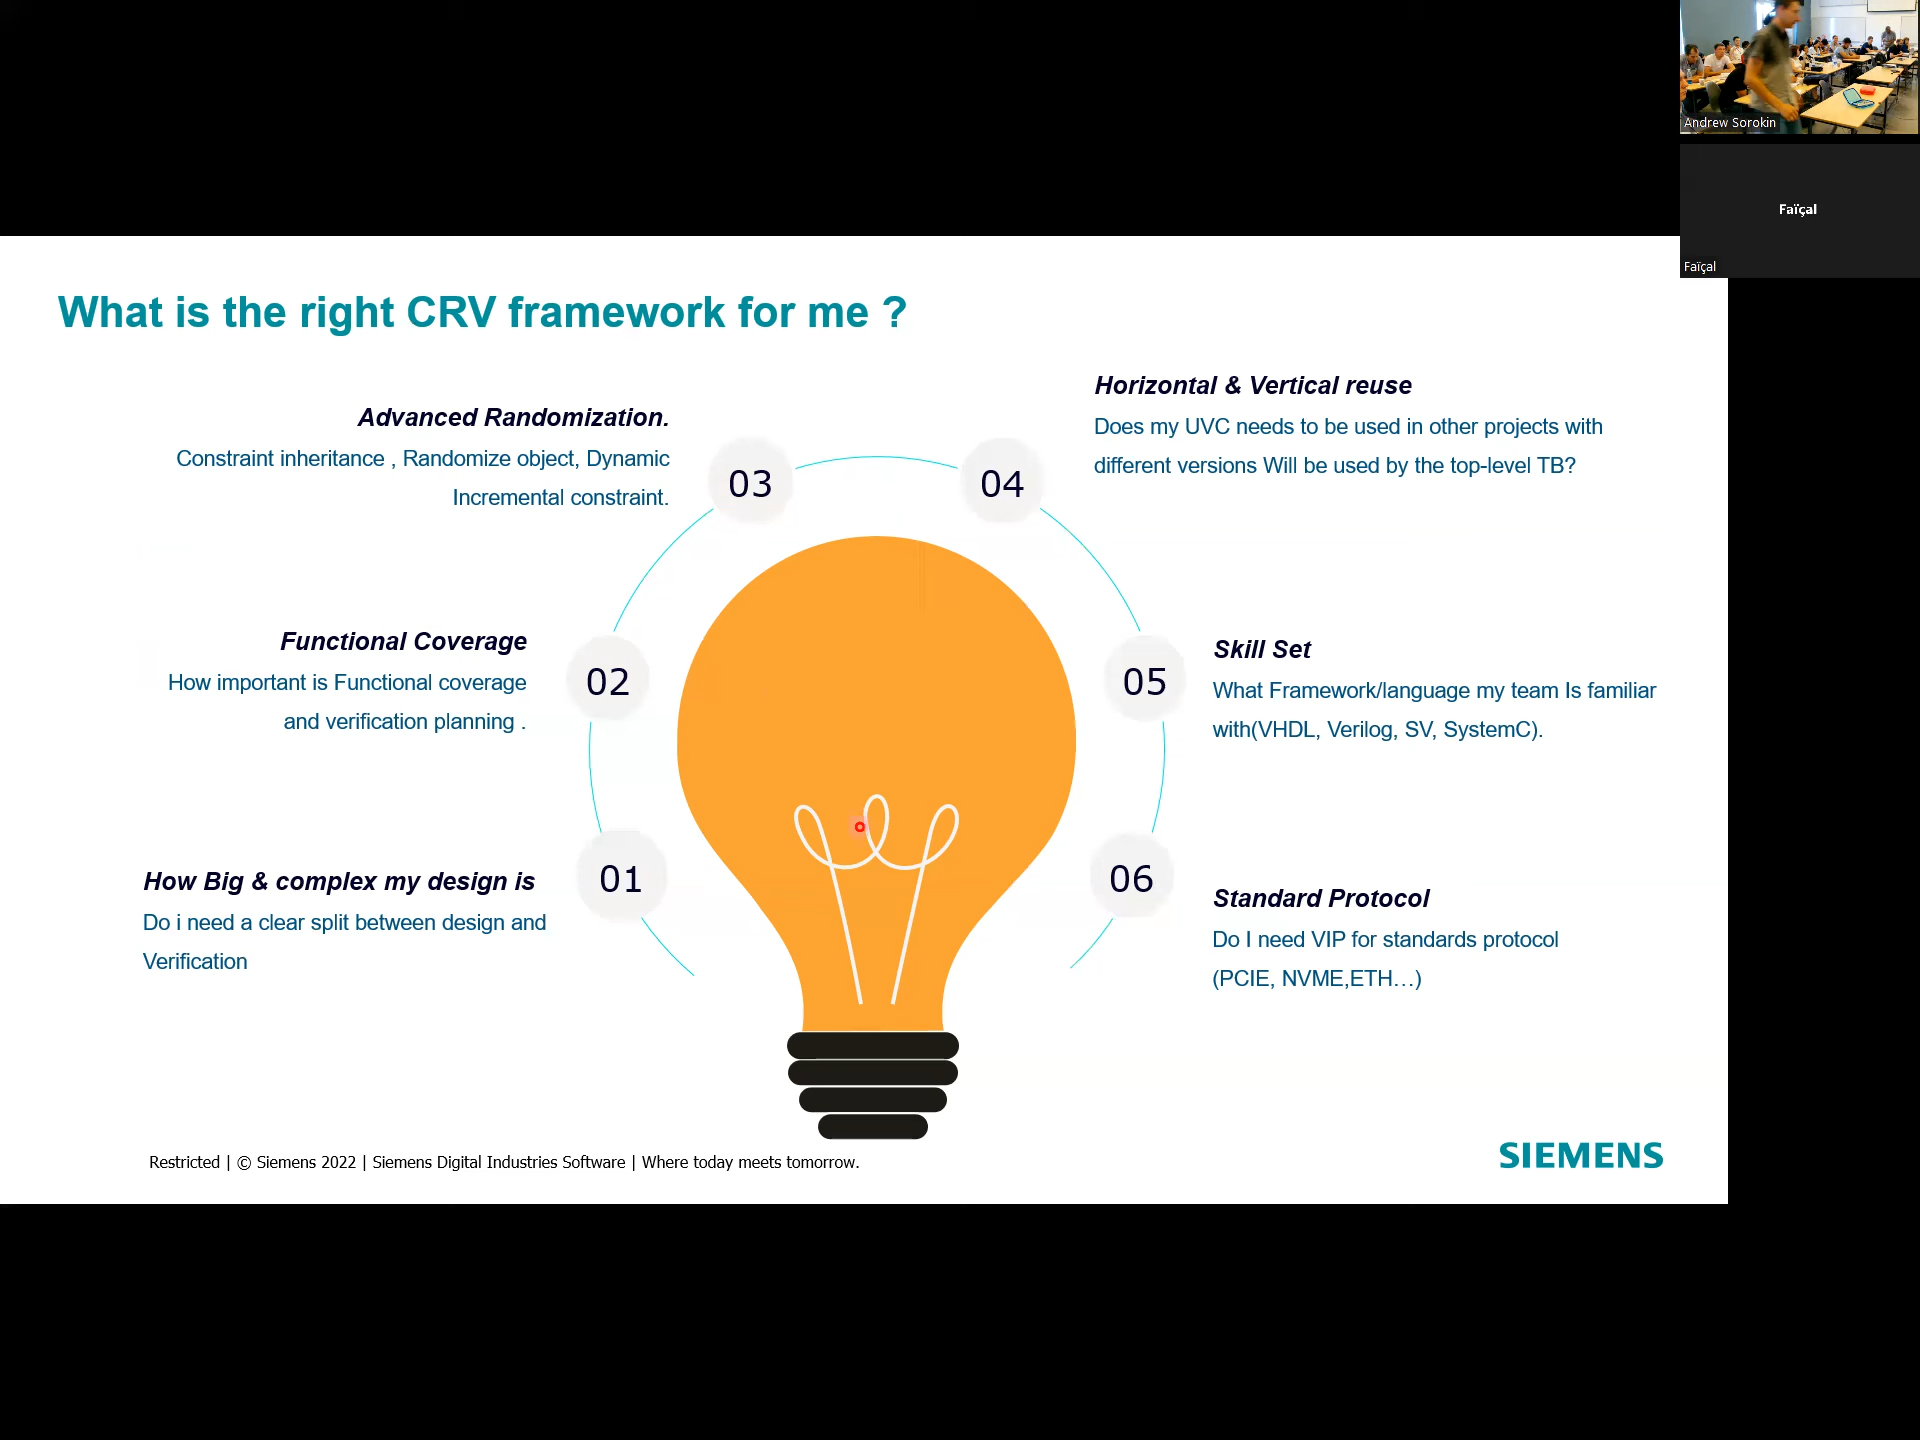 Andrew Sorokin
Faïçal
Faïçal
What is the right CRV framework for me ?
Advanced Randomization.
Constraint inheritance , Randomize object, Dynamic
Incremental constraint.
03
04
Horizontal & Vertical reuse
Does my UVC needs to be used in other projects with
different versions Will be used by the top-level TB?
Functional Coverage
How important is Functional coverage
and verification planning .
02
05
Skill Set
What Framework/language my team Is familiar
with(VHDL, Verilog, SV, SystemC).
How Big & complex my design is
Do i need a clear split between design and
Verification
01
06
Standard Protocol
Do I need VIP for standards protocol
(PCIE, NVME,ETH...)
Restricted | © Siemens 2022 | Siemens Digital Industries Software | Where today meets tomorrow.
SIEMENS